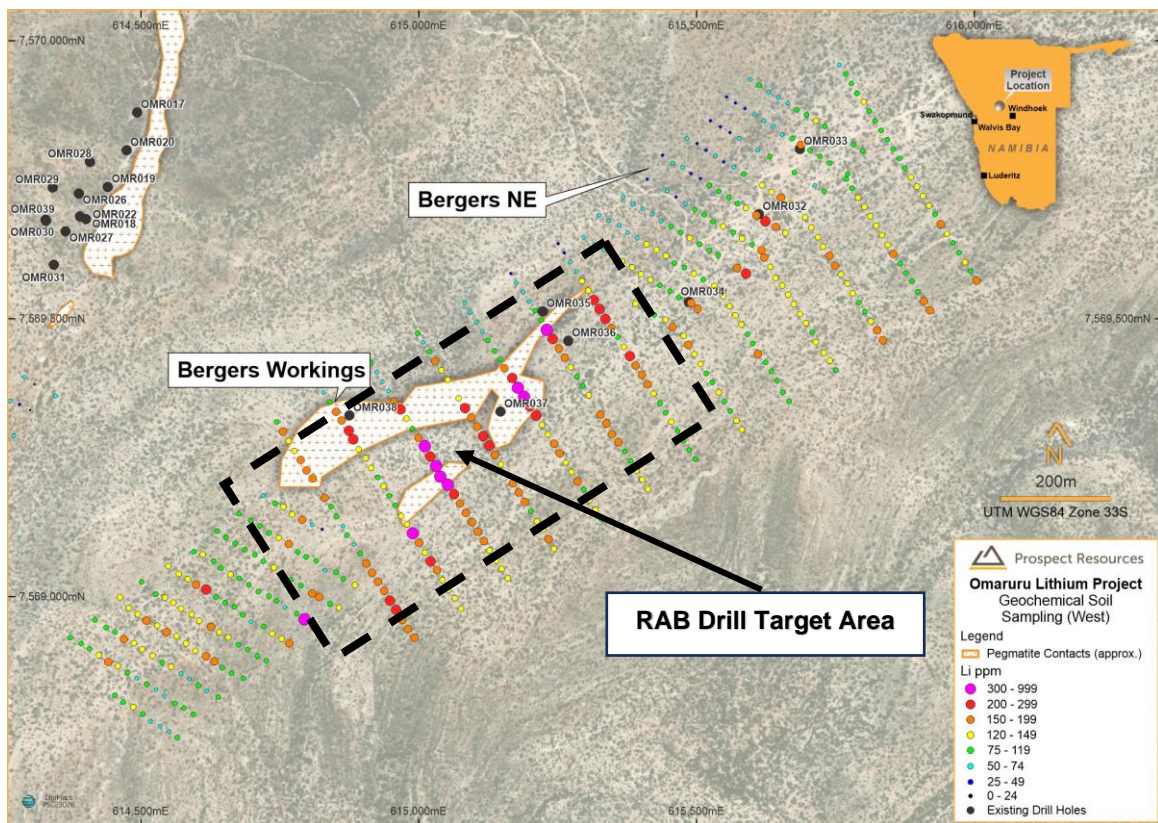 614,500mE
615,000mE
615,500mE
616,000mE
7,570,000mN
Project
Location
Swakopmund
Windhoek
Walvis Bay
NAMIBIA
Luderitz
OMR017
OMR020
OMR028
OMR019
OMR029
OMR026
OMR039
OMR022
OMR018
OMR030
OMR027
OMR031
OMR033
Bergers NE
OMR032
OMR034
OMR035
7,569,500mN
7,569,500mN
OMR036
Bergers Workings
OMR038
OMR037
N
200m
UTM WGS84 Zone 33S
7,569,000mN
RAB Drill Target Area
Prospect Resources
Omaruru Lithium Project
Geochemical Soil
Sampling (West)
Legend
Pegmatite Contacts (approx.)
Li ppm
300 - 999
200 - 299
150 - 199
120 - 149
75 - 119
50 - 74
25 - 49
0 - 24
Existing Drill Holes
614,500mE
615,000mE
615,500mE